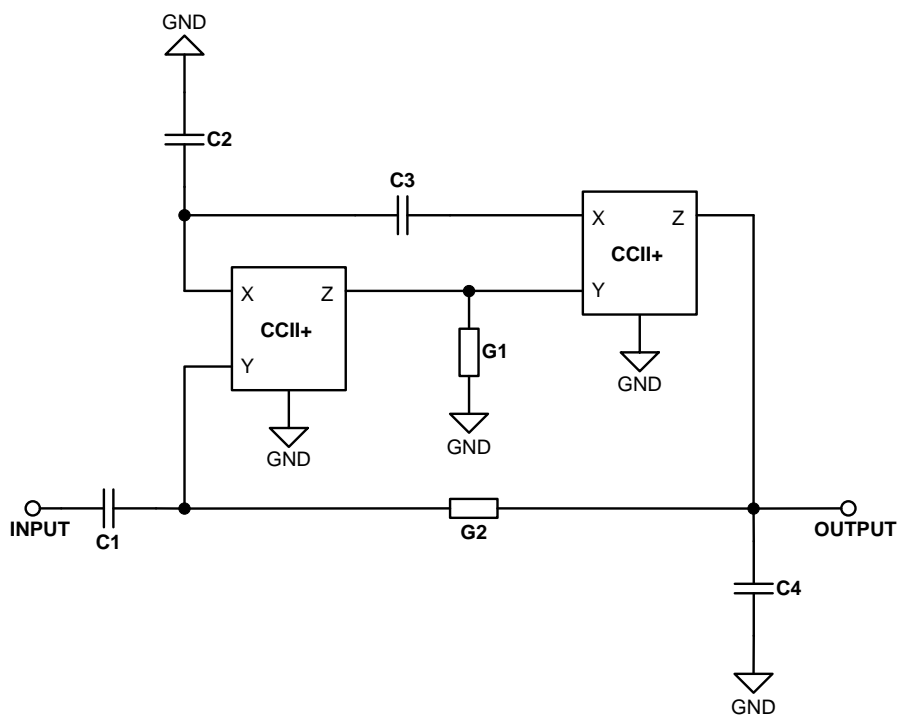 GND
C2
C3
X Z
CCII+
Y
X Z
CCII+
Y
G1
GND
GND
GND
INPUT
C1
G2
OUTPUT
C4
GND